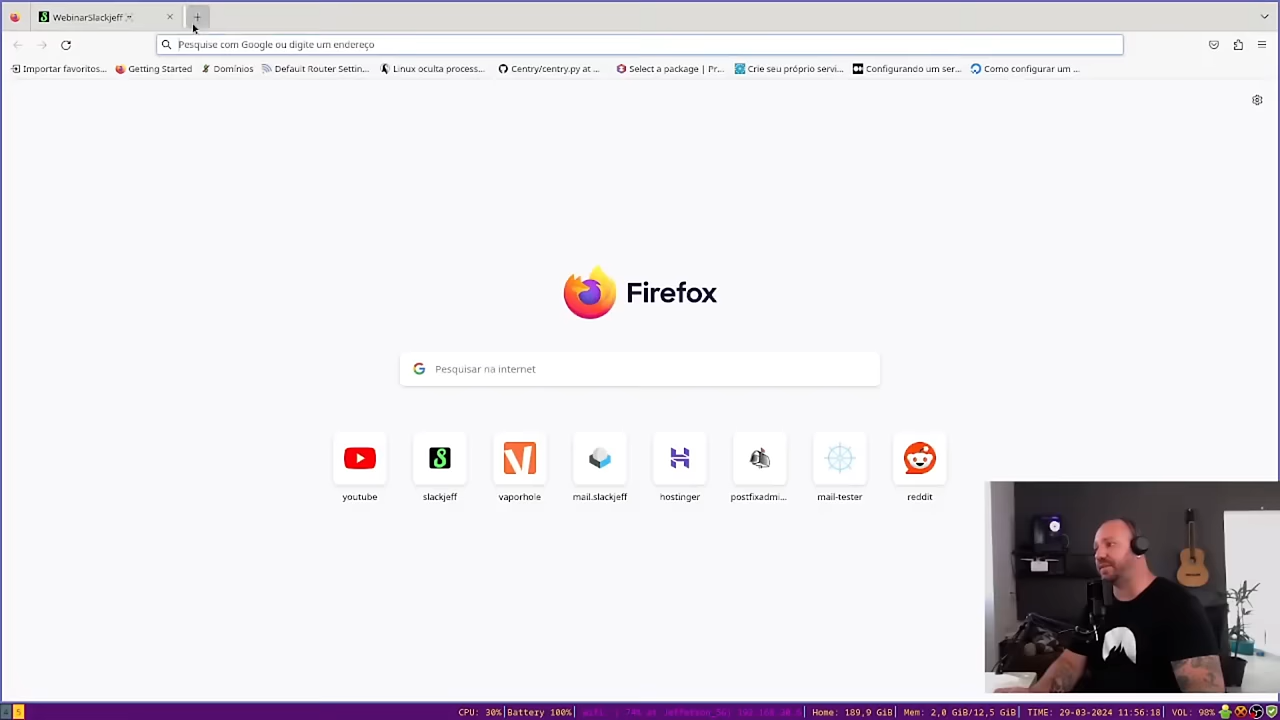 WebinarSlackjeff
Pesquise com Google ou digite um endereço
Importar favoritos...
Getting Started
Domínios
Default Router Settin...
Linux oculta process...
Centry/centry.py at ...
Select a package | Pr...
Crie seu próprio servi...
Configurando um ser...
Como configurar um ...
Firefox
Pesquisar na internet
youtube
slackjeff
vaporhole
mail.slackjeff
hostinger
postfixadmi...
mail-tester
reddit
4 5 CPU: 30% Battery 100% Home: 189,9 GiB Mem: 2,0 GiB/12,5 GiB TIME: 29-03-2024 11:56:18 VOL: 98%